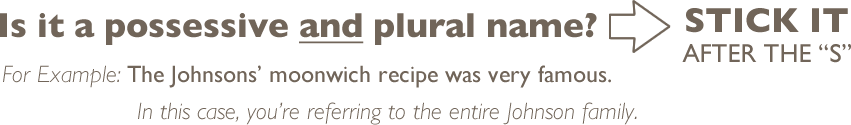 Is it a possessive and plural name?
STICK IT
AFTER THE “S”
For Example: The Johnsons’ moonwich recipe was very famous.
In this case, you’re referring to the entire Johnson family.